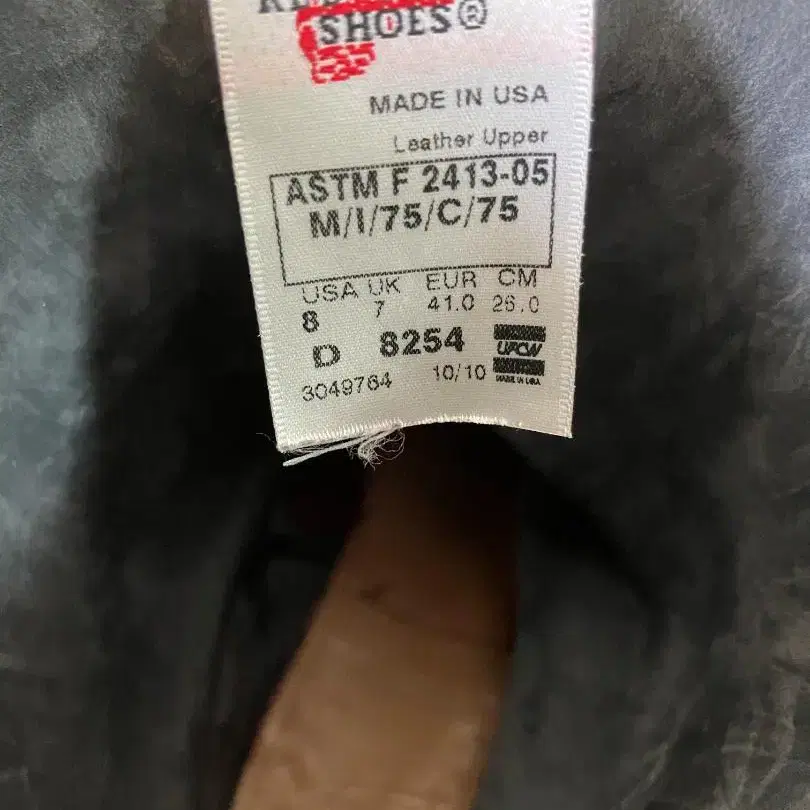 SHOES®
MADE IN USA
Leather Upper
ASTM F 2413-05
M/I/75/C/75
USA UK EUR CM
8 7 41.0 26.0
D 8254 UFCW
3049764 10/10 MADE IN USA